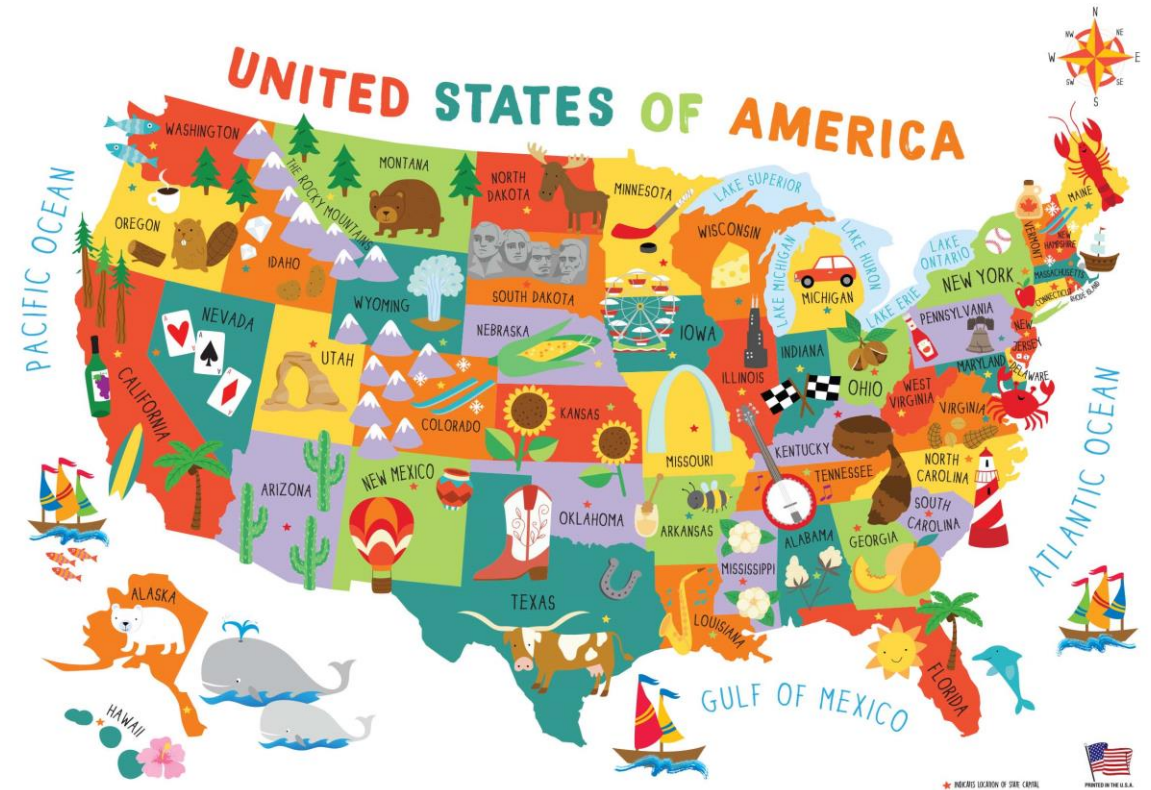 UNITED STATES OF AMERICA
N
NW
NE
W
E
SW
SE
S
PACIFIC OCEAN
WASHINGTON
THE ROCKY MOUNTAINS
MONTANA
NORTH
DAKOTA
MINNESOTA
LAKE SUPERIOR
WISCONSIN
LAKE MICHIGAN
LAKE HURON
MICHIGAN
LAKE
ONTARIO
LAKE ERIE
NEW YORK
VERMONT
NEW
HAMPSHIRE
MAINE
MASSACHUSETTS
CONNECTICUT
RHODE ISLAND
OREGON
IDAHO
WYOMING
SOUTH DAKOTA
NEBRASKA
IOWA
ILLINOIS
INDIANA
OHIO
PENNSYLVANIA
NEW
JERSEY
MARYLAND
DELAWARE
WEST
VIRGINIA
VIRGINIA
NEVADA
A
A
A
UTAH
COLORADO
KANSAS
MISSOURI
KENTUCKY
TENNESSEE
NORTH
CAROLINA
SOUTH
CAROLINA
CALIFORNIA
ARIZONA
NEW MEXICO
OKLAHOMA
ARKANSAS
MISSISSIPPI
ALABAMA
GEORGIA
TEXAS
LOUISIANA
FLORIDA
ATLANTIC OCEAN
GULF OF MEXICO
ALASKA
HAWAII
INDICATES LOCATION OF STATE CAPITAL
PRINTED IN THE U.S.A.